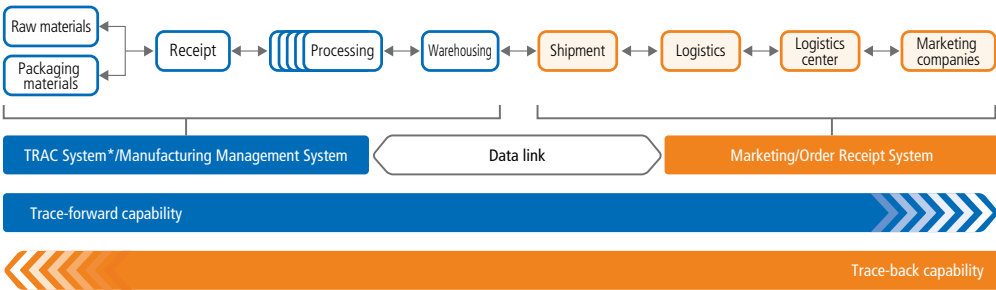 Raw materials
Packaging
materials
Receipt
Processing
Warehousing
Shipment
Logistics
Logistics
center
Marketing
companies
TRAC System*/Manufacturing Management System
Data link
Marketing/Order Receipt System
Trace-forward capability
Trace-back capability